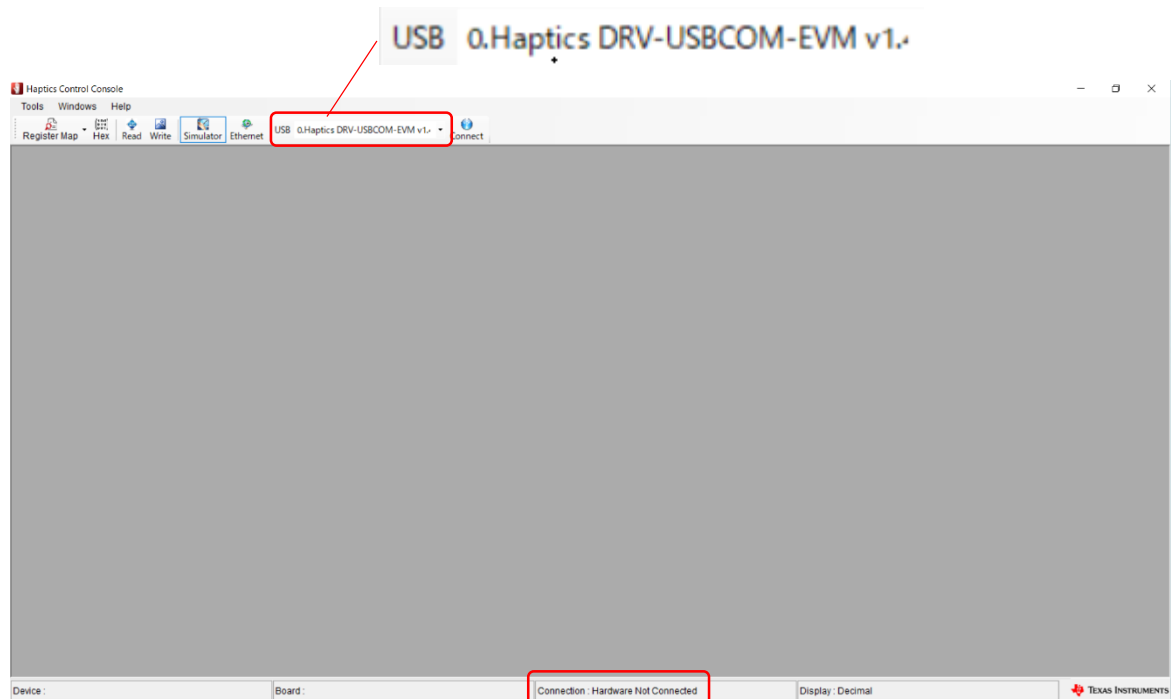 USB 0.Haptics DRV-USBCOM-EVM v1.
Haptics Control Console
Tools Windows Help
Register Map Hex Read Write Simulator Ethernet USB 0.Haptics DRV-USBCOM-EVM v1. Connect
Device : Board : Connection : Hardware Not Connected Display : Decimal TEXAS INSTRUMENTS